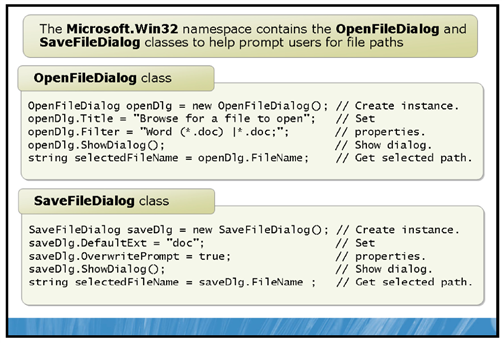 The Microsoft.Win32 namespace contains the OpenFileDialog and
SaveFileDialog classes to help prompt users for file paths
OpenFileDialog class
OpenFileDialog openDlg = new OpenFileDialog(); // Create instance.
openDlg.Title = "Browse for a file to open"; // Set
openDlg.Filter = "Word (*.doc) |*.doc;"; // properties.
openDlg.ShowDialog(); // Show dialog.
string selectedFileName = openDlg.FileName; // Get selected path.
SaveFileDialog class
SaveFileDialog saveDlg = new SaveFileDialog(); // Create instance.
saveDlg.DefaultExt = "doc"; // Set
saveDlg.OverwritePrompt = true; // properties.
saveDlg.ShowDialog(); // Show dialog.
string selectedFileName = saveDlg.FileName ; // Get selected path.